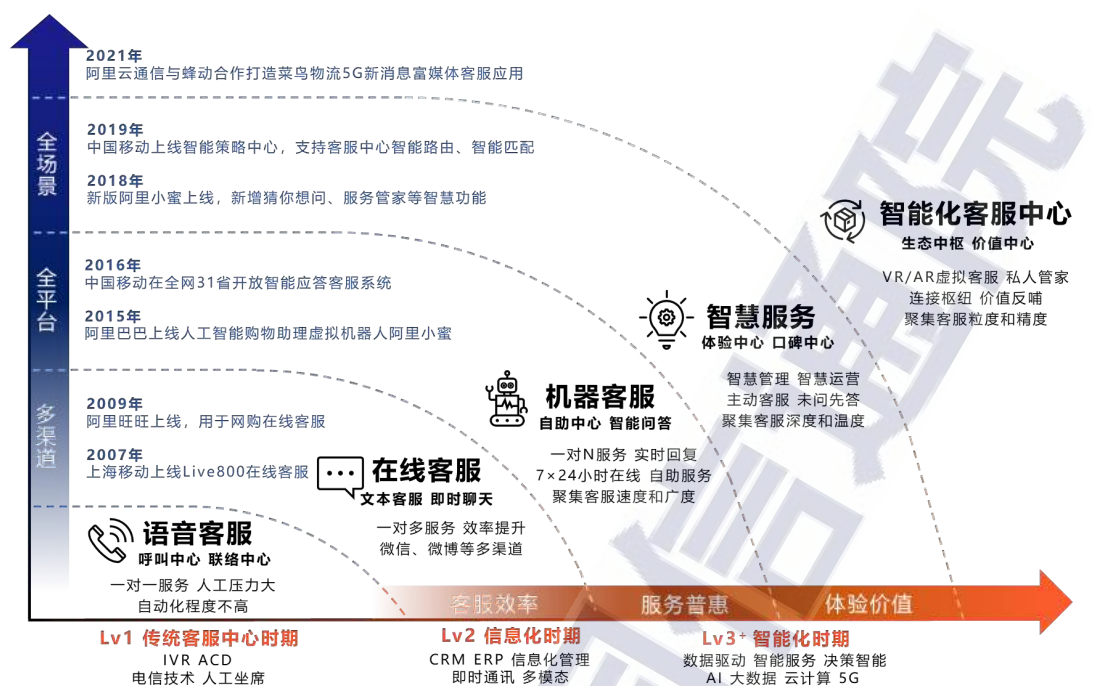 2021年
阿里云通信与蜂动合作打造菜鸟物流5G新消息富媒体客服应用
全场景
2019年
中国移动上线智能策略中心，支持客服中心智能路由、智能匹配
2018年
新版阿里小蜜上线，新增猜你想问、服务管家等智慧功能
智能化客服中心
生态中枢 价值中心
VR/AR虚拟客服 私人管家
连接枢纽 价值反哺
聚集客服粒度和精度
全平台
2016年
中国移动在全网31省开放智能应答客服系统
2015年
阿里巴巴上线人工智能购物助理虚拟机器人阿里小蜜
智慧服务
体验中心 口碑中心
智慧管理 智慧运营
主动客服 未问先答
聚集客服深度和温度
多渠道
2009年
阿里旺旺上线，用于网购在线客服
2007年
上海移动上线Live800在线客服
机器客服
自助中心 智能问答
一对N服务 实时回复
7×24小时在线 自助服务
聚集客服速度和广度
在线客服
文本客服 即时聊天
一对多服务 效率提升
微信、微博等多渠道
语音客服
呼叫中心 联络中心
一对一服务 人工压力大
自动化程度不高
客服效率 服务普惠 体验价值
Lv1 传统客服中心时期
IVR ACD
电信技术 人工坐席
Lv2 信息化时期
CRM ERP 信息化管理
即时通讯 多模态
Lv3⁺ 智能化时期
数据驱动 智能服务 决策智能
AI 大数据 云计算 5G
信通院